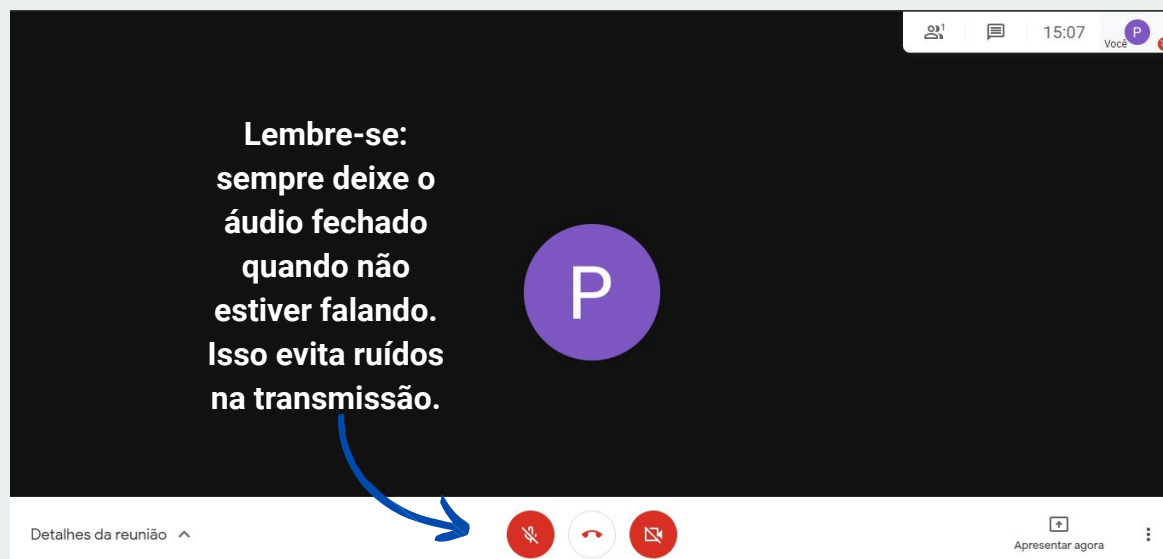 1
15:07
Você
P
Lembre-se:
sempre deixe o
áudio fechado
quando não
estiver falando.
Isso evita ruídos
na transmissão.
P
Detalhes da reunião
Apresentar agora